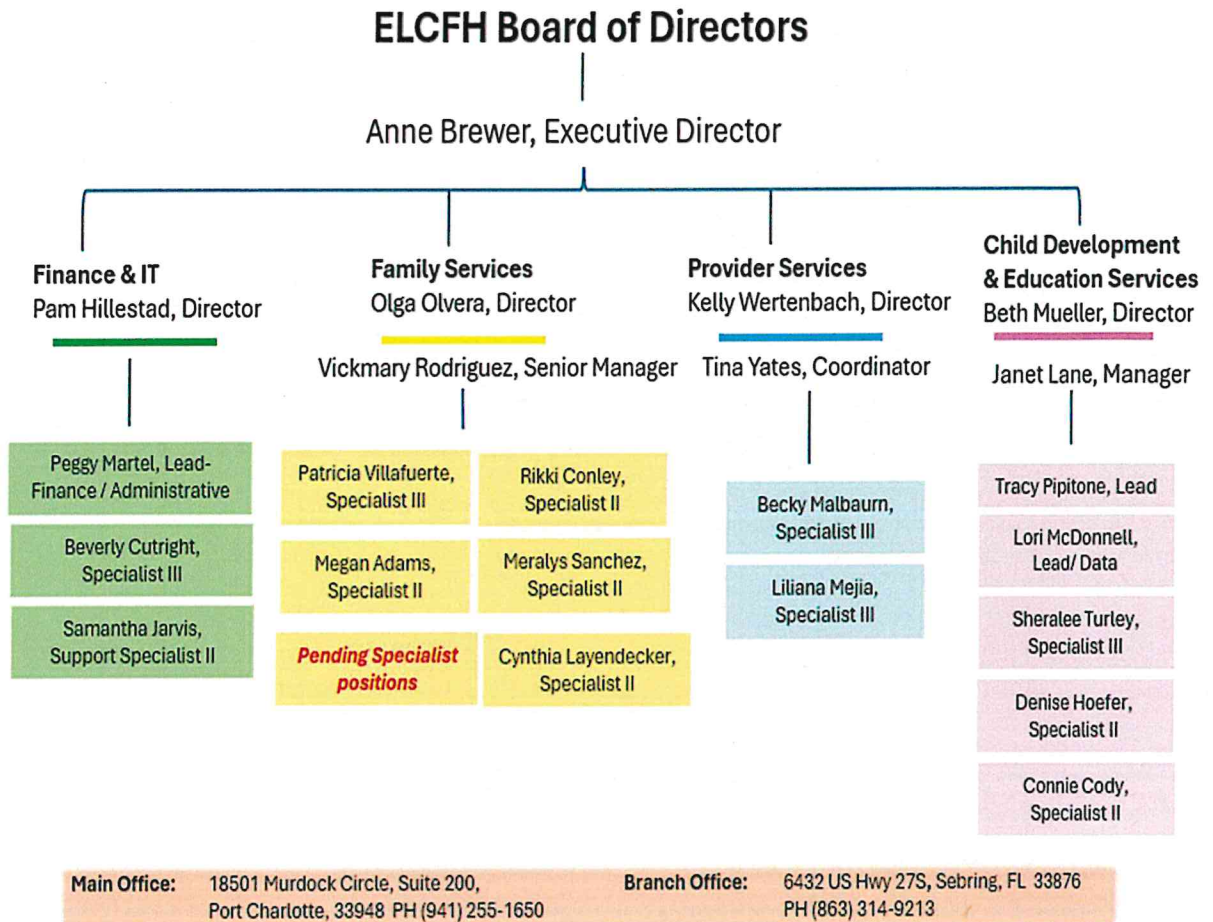 ELCFH Board of Directors
Anne Brewer, Executive Director
Finance & IT
Pam Hillestad, Director
Peggy Martel, Lead-
Finance / Administrative
Beverly Cutright,
Specialist III
Samantha Jarvis,
Support Specialist II
Family Services
Olga Olvera, Director
Vickmary Rodriguez, Senior Manager
Patricia Villafuerte,
Specialist III
Rikki Conley,
Specialist II
Megan Adams,
Specialist II
Meralys Sanchez,
Specialist II
Pending Specialist
positions
Cynthia Layendecker,
Specialist II
Provider Services
Kelly Wertenbach, Director
Tina Yates, Coordinator
Becky Malbaurn,
Specialist III
Liliana Mejia,
Specialist III
Child Development
& Education Services
Beth Mueller, Director
Janet Lane, Manager
Tracy Pipitone, Lead
Lori McDonnell,
Lead/ Data
Sheralee Turley,
Specialist III
Denise Hoefer,
Specialist II
Connie Cody,
Specialist II
Main Office: 18501 Murdock Circle, Suite 200,
Port Charlotte, 33948 PH (941) 255-1650
Branch Office: 6432 US Hwy 27S, Sebring, FL 33876
PH (863) 314-9213